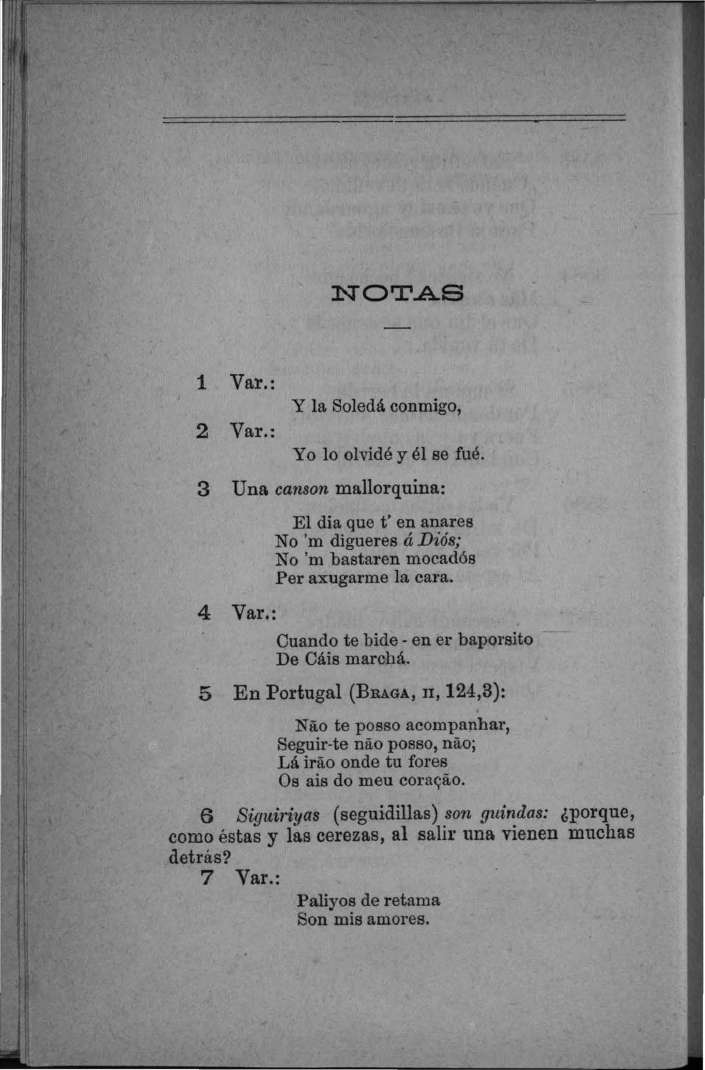 NOTAS
1 Var.:
Y la Soledá conmigo,
2 Var.:
Yo lo olvidé y él se fué.
3 Una canson mallorquina:
El dia que t' en anares
No 'm digueres á Diós;
No 'm bastaren mocadós
Per axugarme la cara.
4 Var.:
Cuando te bide - en er baporsito
De Cáis marchá.
5 En Portugal (BRAGA, II, 124,3):
Não te posso acompanhar,
Seguir-te não posso, não;
Lá irão onde tu fores
Os ais do meu coração.
6 Siguiriyas (seguidillas) son guindas: ¿porque,
como éstas y las cerezas, al salir una vienen muchas
detrás?
7 Var.:
Paliyos de retama
Son mis amores.